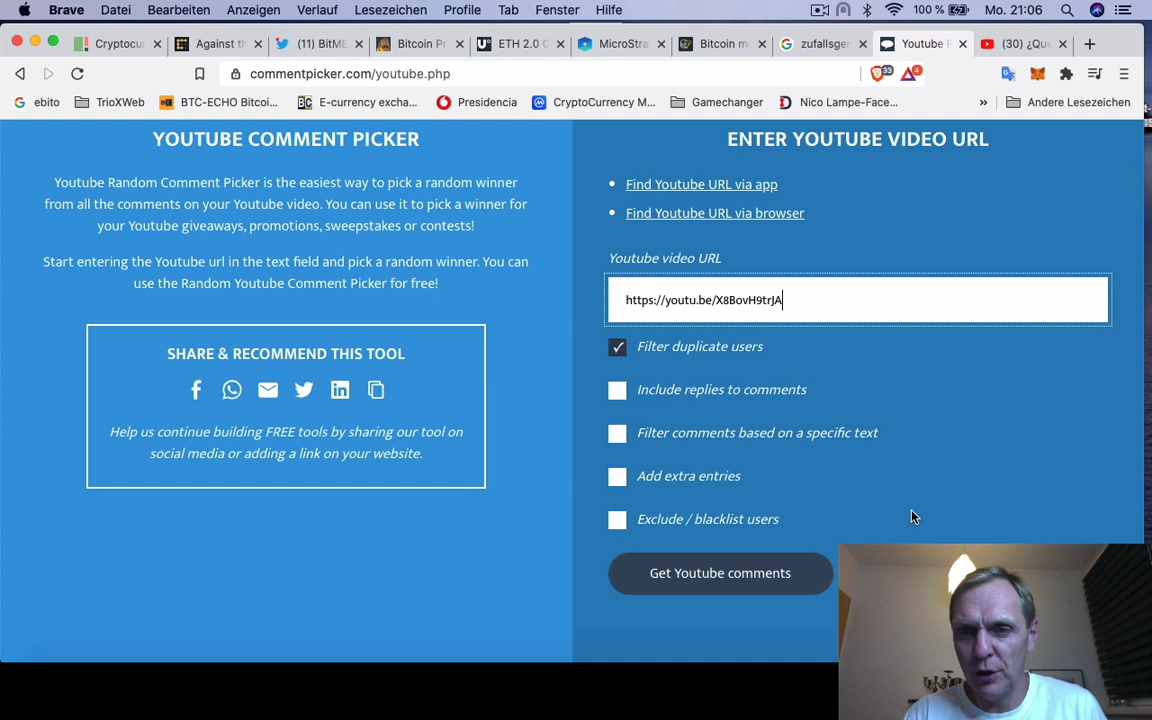 Brave Datei Bearbeiten Anzeigen Verlauf Lesezeichen Profile Tab Fenster Hilfe 100 % Mo. 21:06
Cryptocur Against th (11) BitME Bitcoin Pr ETH 2.0 C MicroStra Bitcoin ma zufallsgen Youtube R (30) ¿Que
commentpicker.com/youtube.php 33 4
ebito TrioXWeb BTC-ECHO Bitcoi... E-currency excha... Presidencia CryptoCurrency M... Gamechanger Nico Lampe-Face... » Andere Lesezeichen
YOUTUBE COMMENT PICKER
Youtube Random Comment Picker is the easiest way to pick a random winner
from all the comments on your Youtube video. You can use it to pick a winner for
your Youtube giveaways, promotions, sweepstakes or contests!
Start entering the Youtube url in the text field and pick a random winner. You can
use the Random Youtube Comment Picker for free!
SHARE & RECOMMEND THIS TOOL
Help us continue building FREE tools by sharing our tool on
social media or adding a link on your website.
ENTER YOUTUBE VIDEO URL
Find Youtube URL via app
Find Youtube URL via browser
Youtube video URL
https://youtu.be/X8BovH9trJA
Filter duplicate users
Include replies to comments
Filter comments based on a specific text
Add extra entries
Exclude / blacklist users
Get Youtube comments